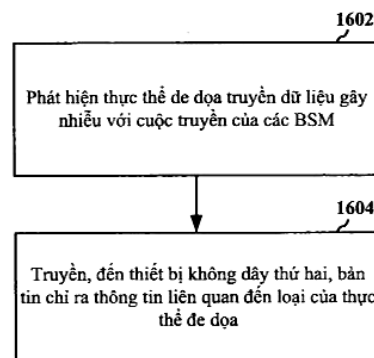 1602
Phát hiện thực thể de dọa truyền dữ liệu gây
nhiễu với cuộc truyền của các BSM
1604
Truyền, đến thiết bị không dây thứ hai, bản
tin chỉ ra thông tin liên quan đến loại của thực
thể đe dọa